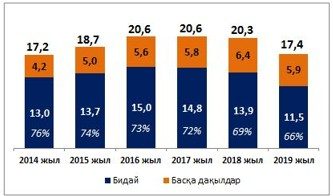 17,2 18,7 20,6 20,6 20,3 17,4
4,2 5,0 5,6 5,8 6,4 5,9
13,0 13,7 15,0 14,8 13,9 11,5
76% 74% 73% 72% 69% 66%
2014 жыл 2015 жыл 2016 жыл 2017 жыл 2018 жыл 2019 жыл
Бидай Басқа дақылдар